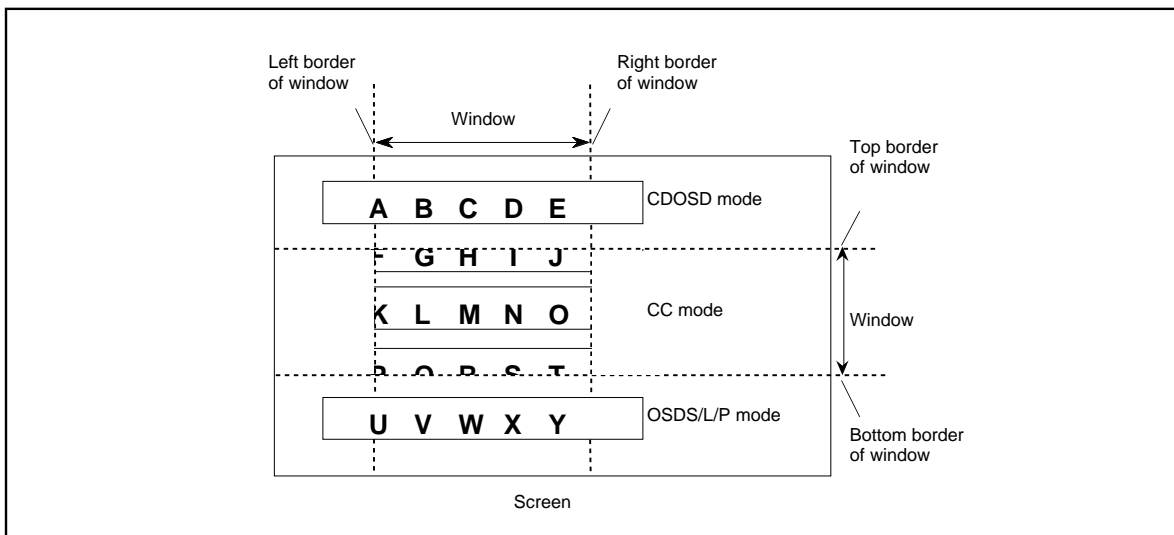 Left border
of window
Right border
of window
Window
Top border
of window
A B C D E
CDOSD mode
G H I J
K L M N O
CC mode
Window
S T
U V W X Y
OSDS/L/P mode
Bottom border
of window
Screen